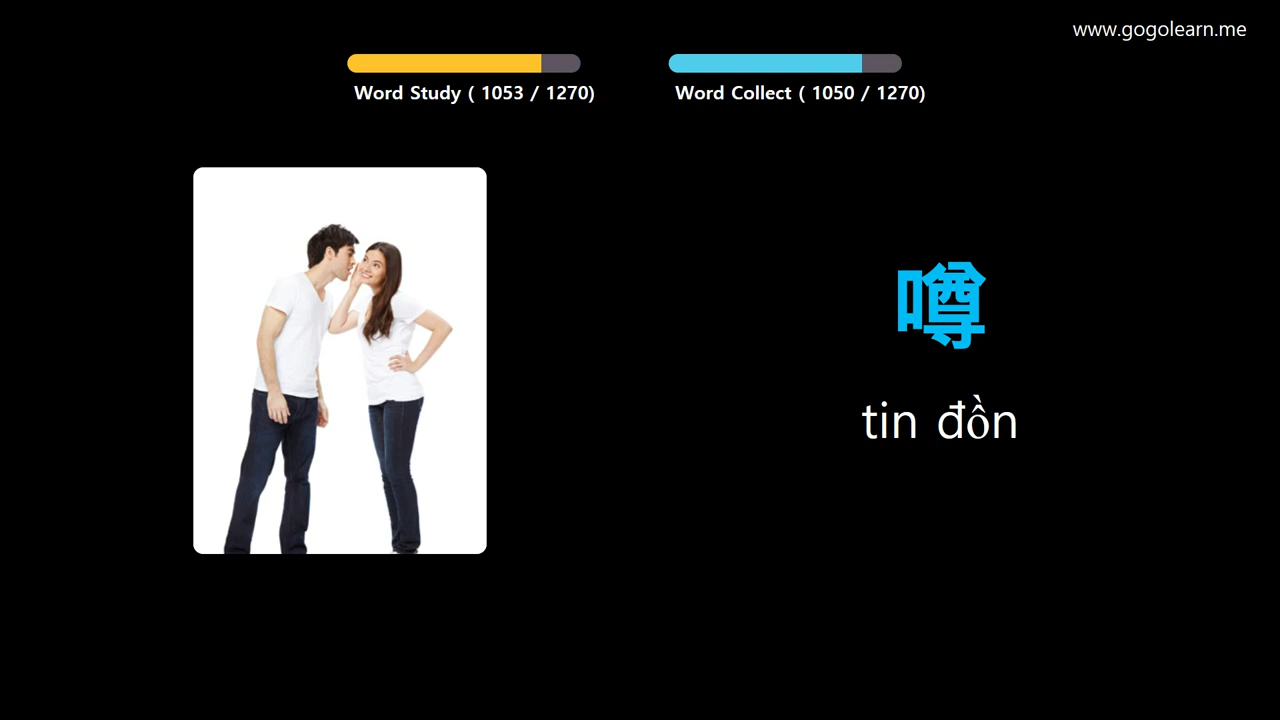 www.gogolearn.me
Word Study ( 1053 / 1270)
Word Collect ( 1050 / 1270)
噂
tin đồn